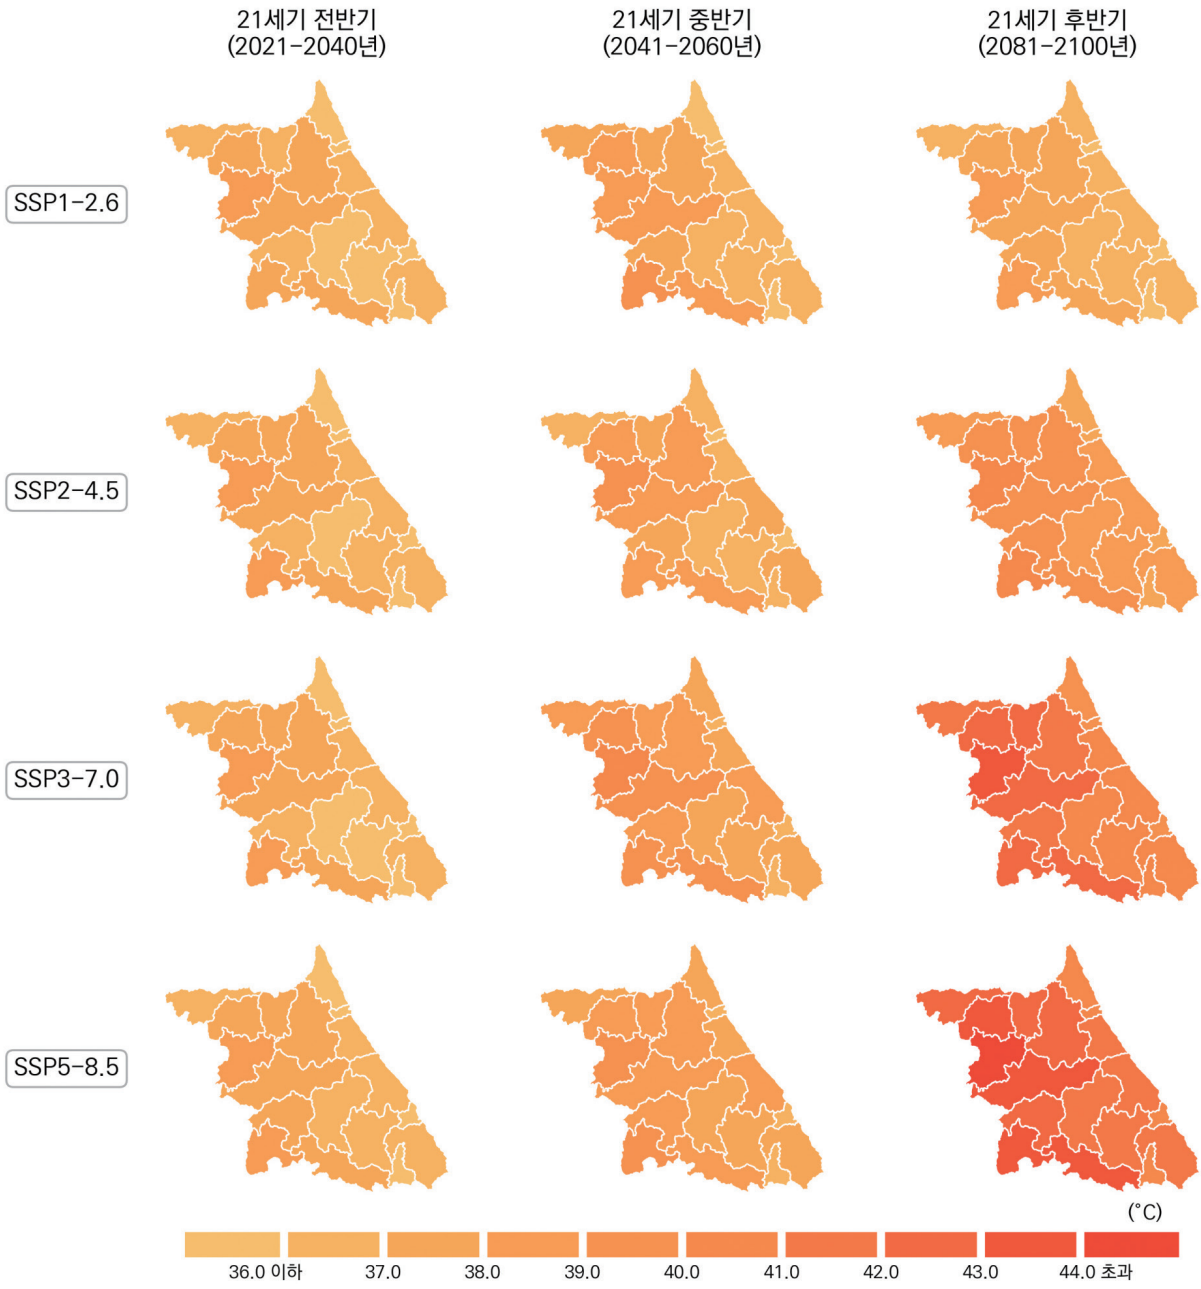 21세기 전반기
(2021-2040년)
21세기 중반기
(2041-2060년)
21세기 후반기
(2081-2100년)
SSP1-2.6
SSP2-4.5
SSP3-7.0
SSP5-8.5
(°C)
36.0 이하 37.0 38.0 39.0 40.0 41.0 42.0 43.0 44.0 초과